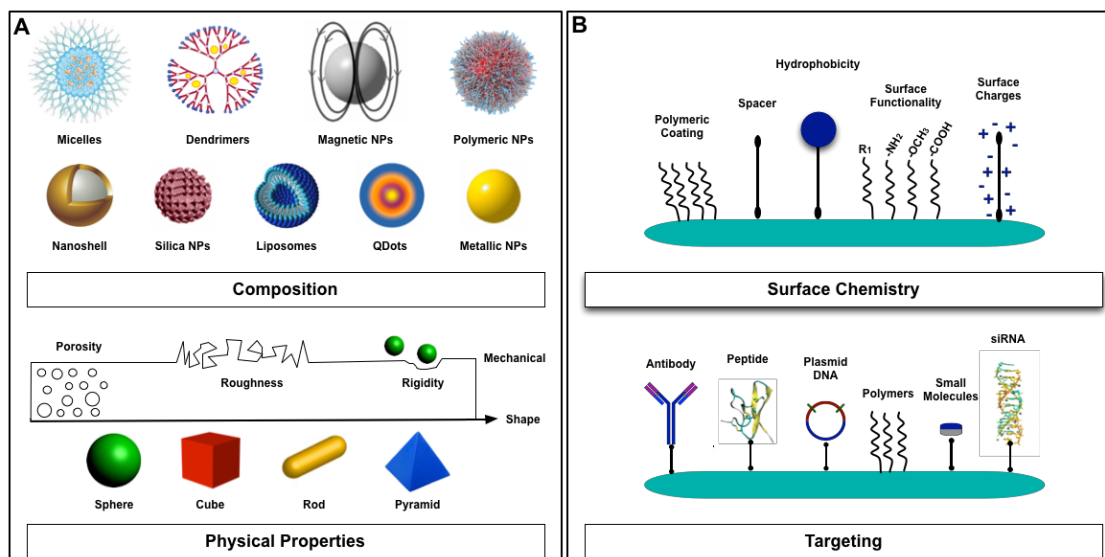 A
Micelles
Dendrimers
Magnetic NPs
Polymeric NPs
Nanoshell
Silica NPs
Liposomes
QDots
Metallic NPs
Composition
Porosity
Roughness
Rigidity
Mechanical
Shape
Sphere
Cube
Rod
Pyramid
Physical Properties
B
Polymeric
Coating
Spacer
Hydrophobicity
Surface
Functionality
R1
-NH2
-OCH3
-COOH
Surface
Charges
- + - + - + - + - + - +
Surface Chemistry
Antibody
Peptide
Plasmid
DNA
Polymers
Small
Molecules
siRNA
Targeting